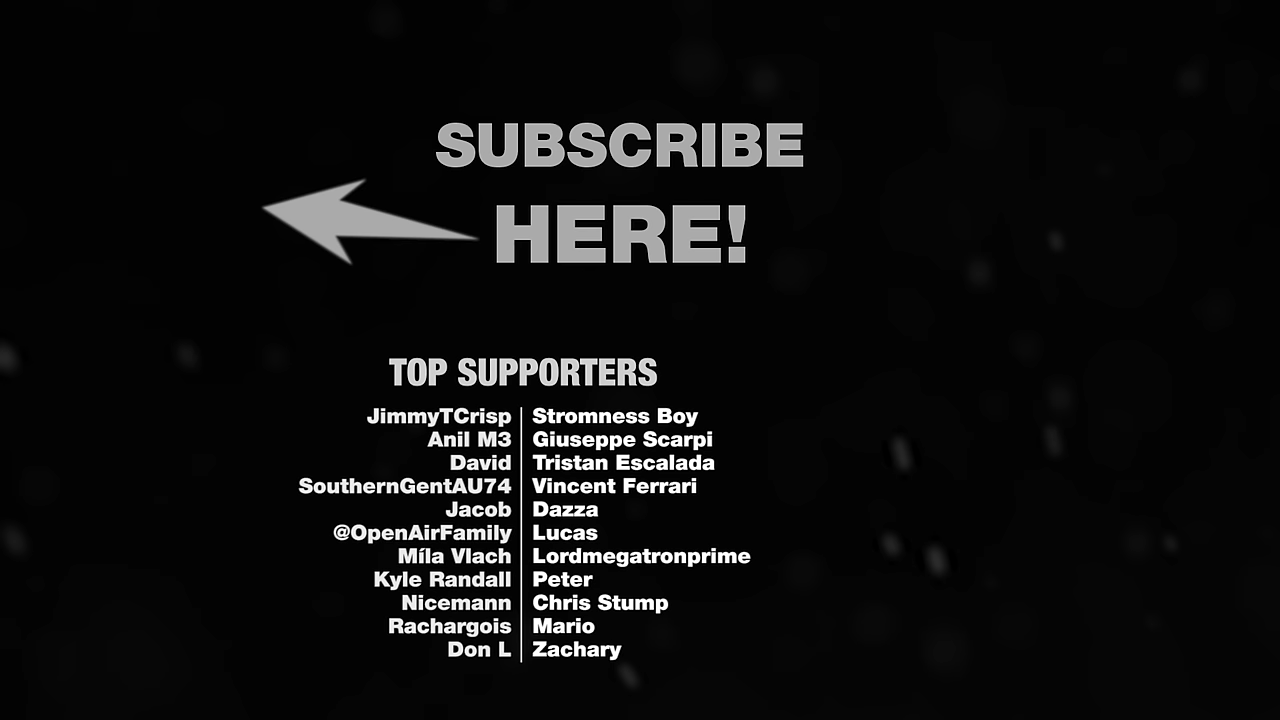 SUBSCRIBE
HERE!
TOP SUPPORTERS
JimmyTCrisp
Anil M3
David
SouthernGentAU74
Jacob
@OpenAirFamily
Míla Vlach
Kyle Randall
Nicemann
Rachargois
Don L
Stromness Boy
Giuseppe Scarpi
Tristan Escalada
Vincent Ferrari
Dazza
Lucas
Lordmegatronprime
Peter
Chris Stump
Mario
Zachary